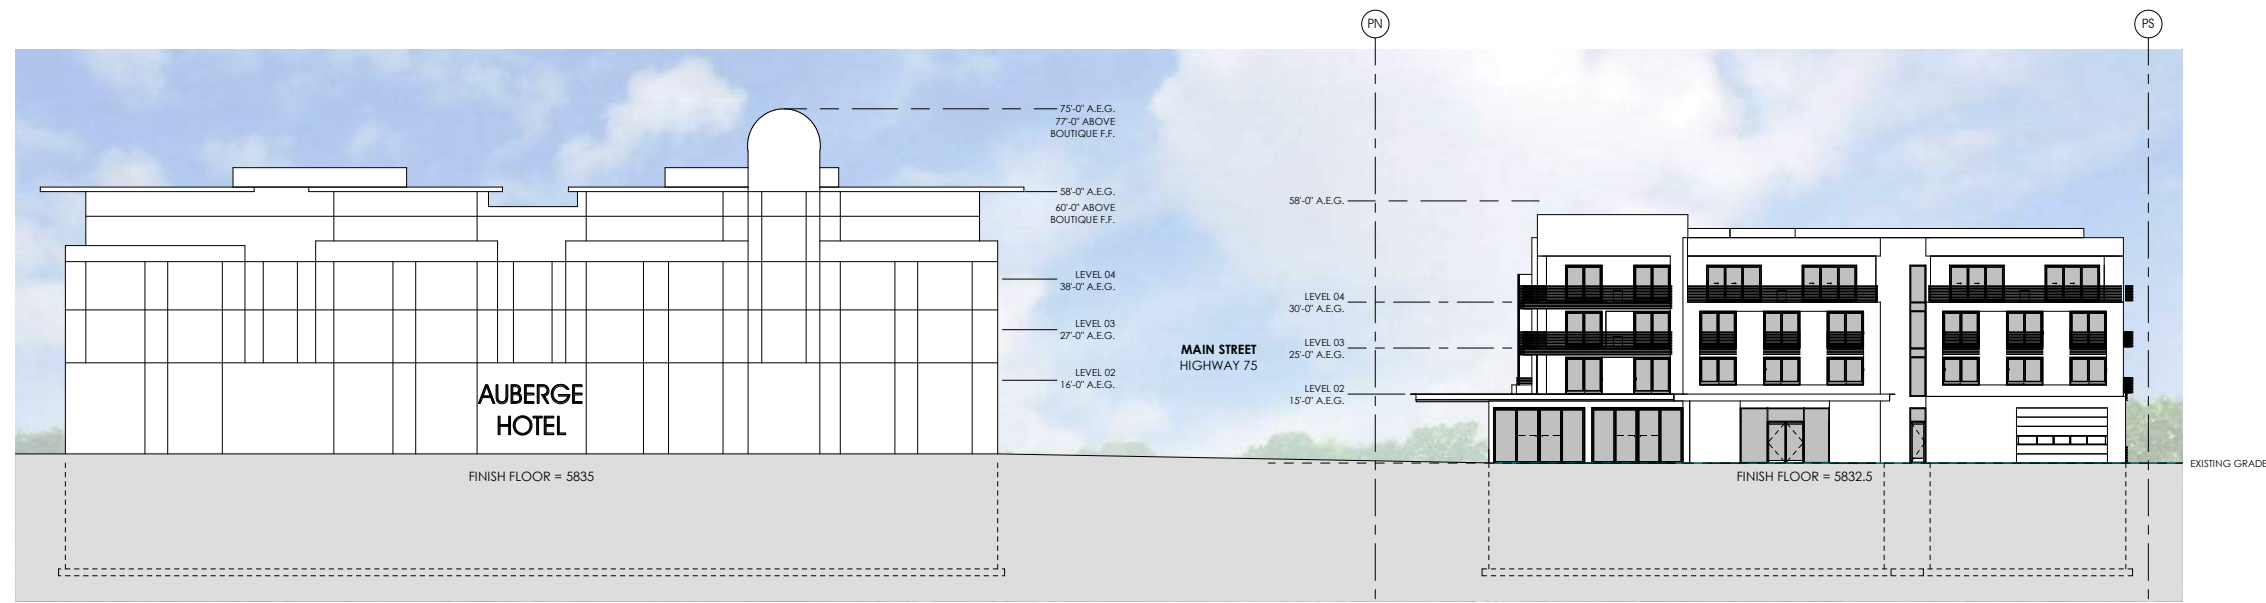 PN
PS
75'-0" A.E.G.
77'-0" ABOVE
BOUTIQUE F.F.
58'-0" A.E.G.
60'-0" ABOVE
BOUTIQUE F.F.
58'-0" A.E.G.
LEVEL 04
38'-0" A.E.G.
LEVEL 04
30'-0" A.E.G.
LEVEL 03
27'-0" A.E.G.
MAIN STREET
HIGHWAY 75
LEVEL 03
25'-0" A.E.G.
LEVEL 02
16'-0" A.E.G.
LEVEL 02
15'-0" A.E.G.
AUBERGE
HOTEL
FINISH FLOOR = 5835
FINISH FLOOR = 5832.5
EXISTING GRADE